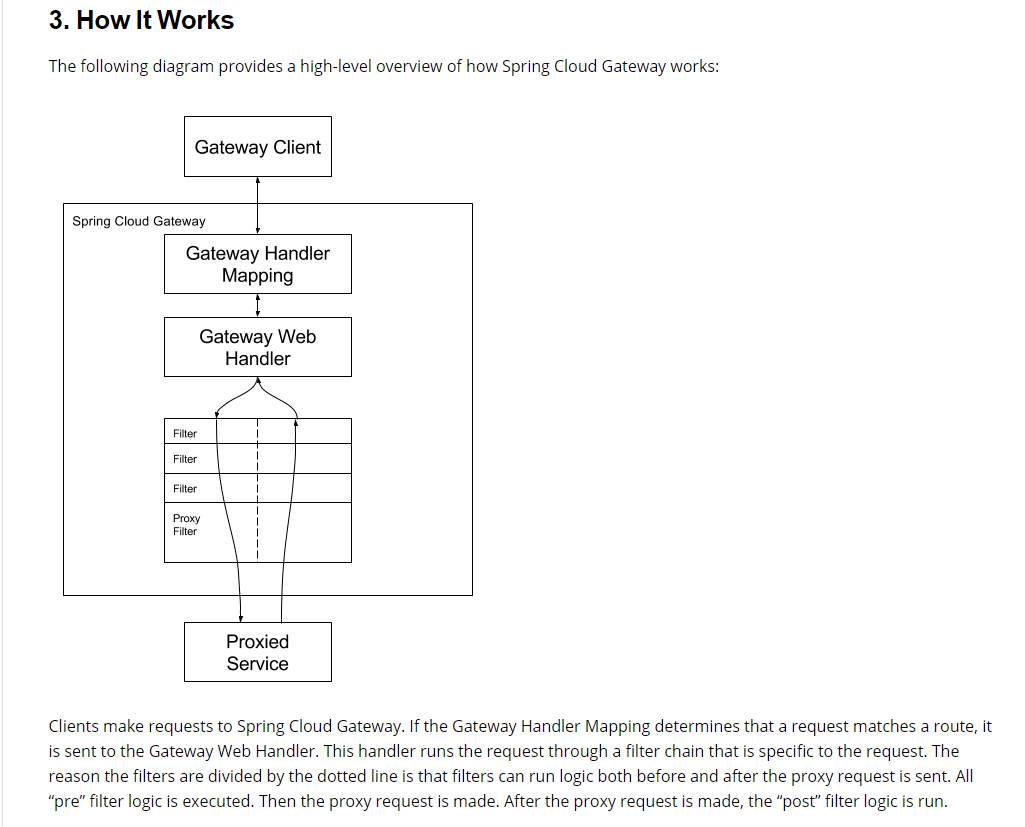 3. How It Works
The following diagram provides a high-level overview of how Spring Cloud Gateway works:
Gateway Client
Spring Cloud Gateway
Gateway Handler
Mapping
Gateway Web
Handler
Filter
Filter
Filter
Proxy
Filter
Proxied
Service
Clients make requests to Spring Cloud Gateway. If the Gateway Handler Mapping determines that a request matches a route, it
is sent to the Gateway Web Handler. This handler runs the request through a filter chain that is specific to the request. The
reason the filters are divided by the dotted line is that filters can run logic both before and after the proxy request is sent. All
“pre” filter logic is executed. Then the proxy request is made. After the proxy request is made, the “post” filter logic is run.